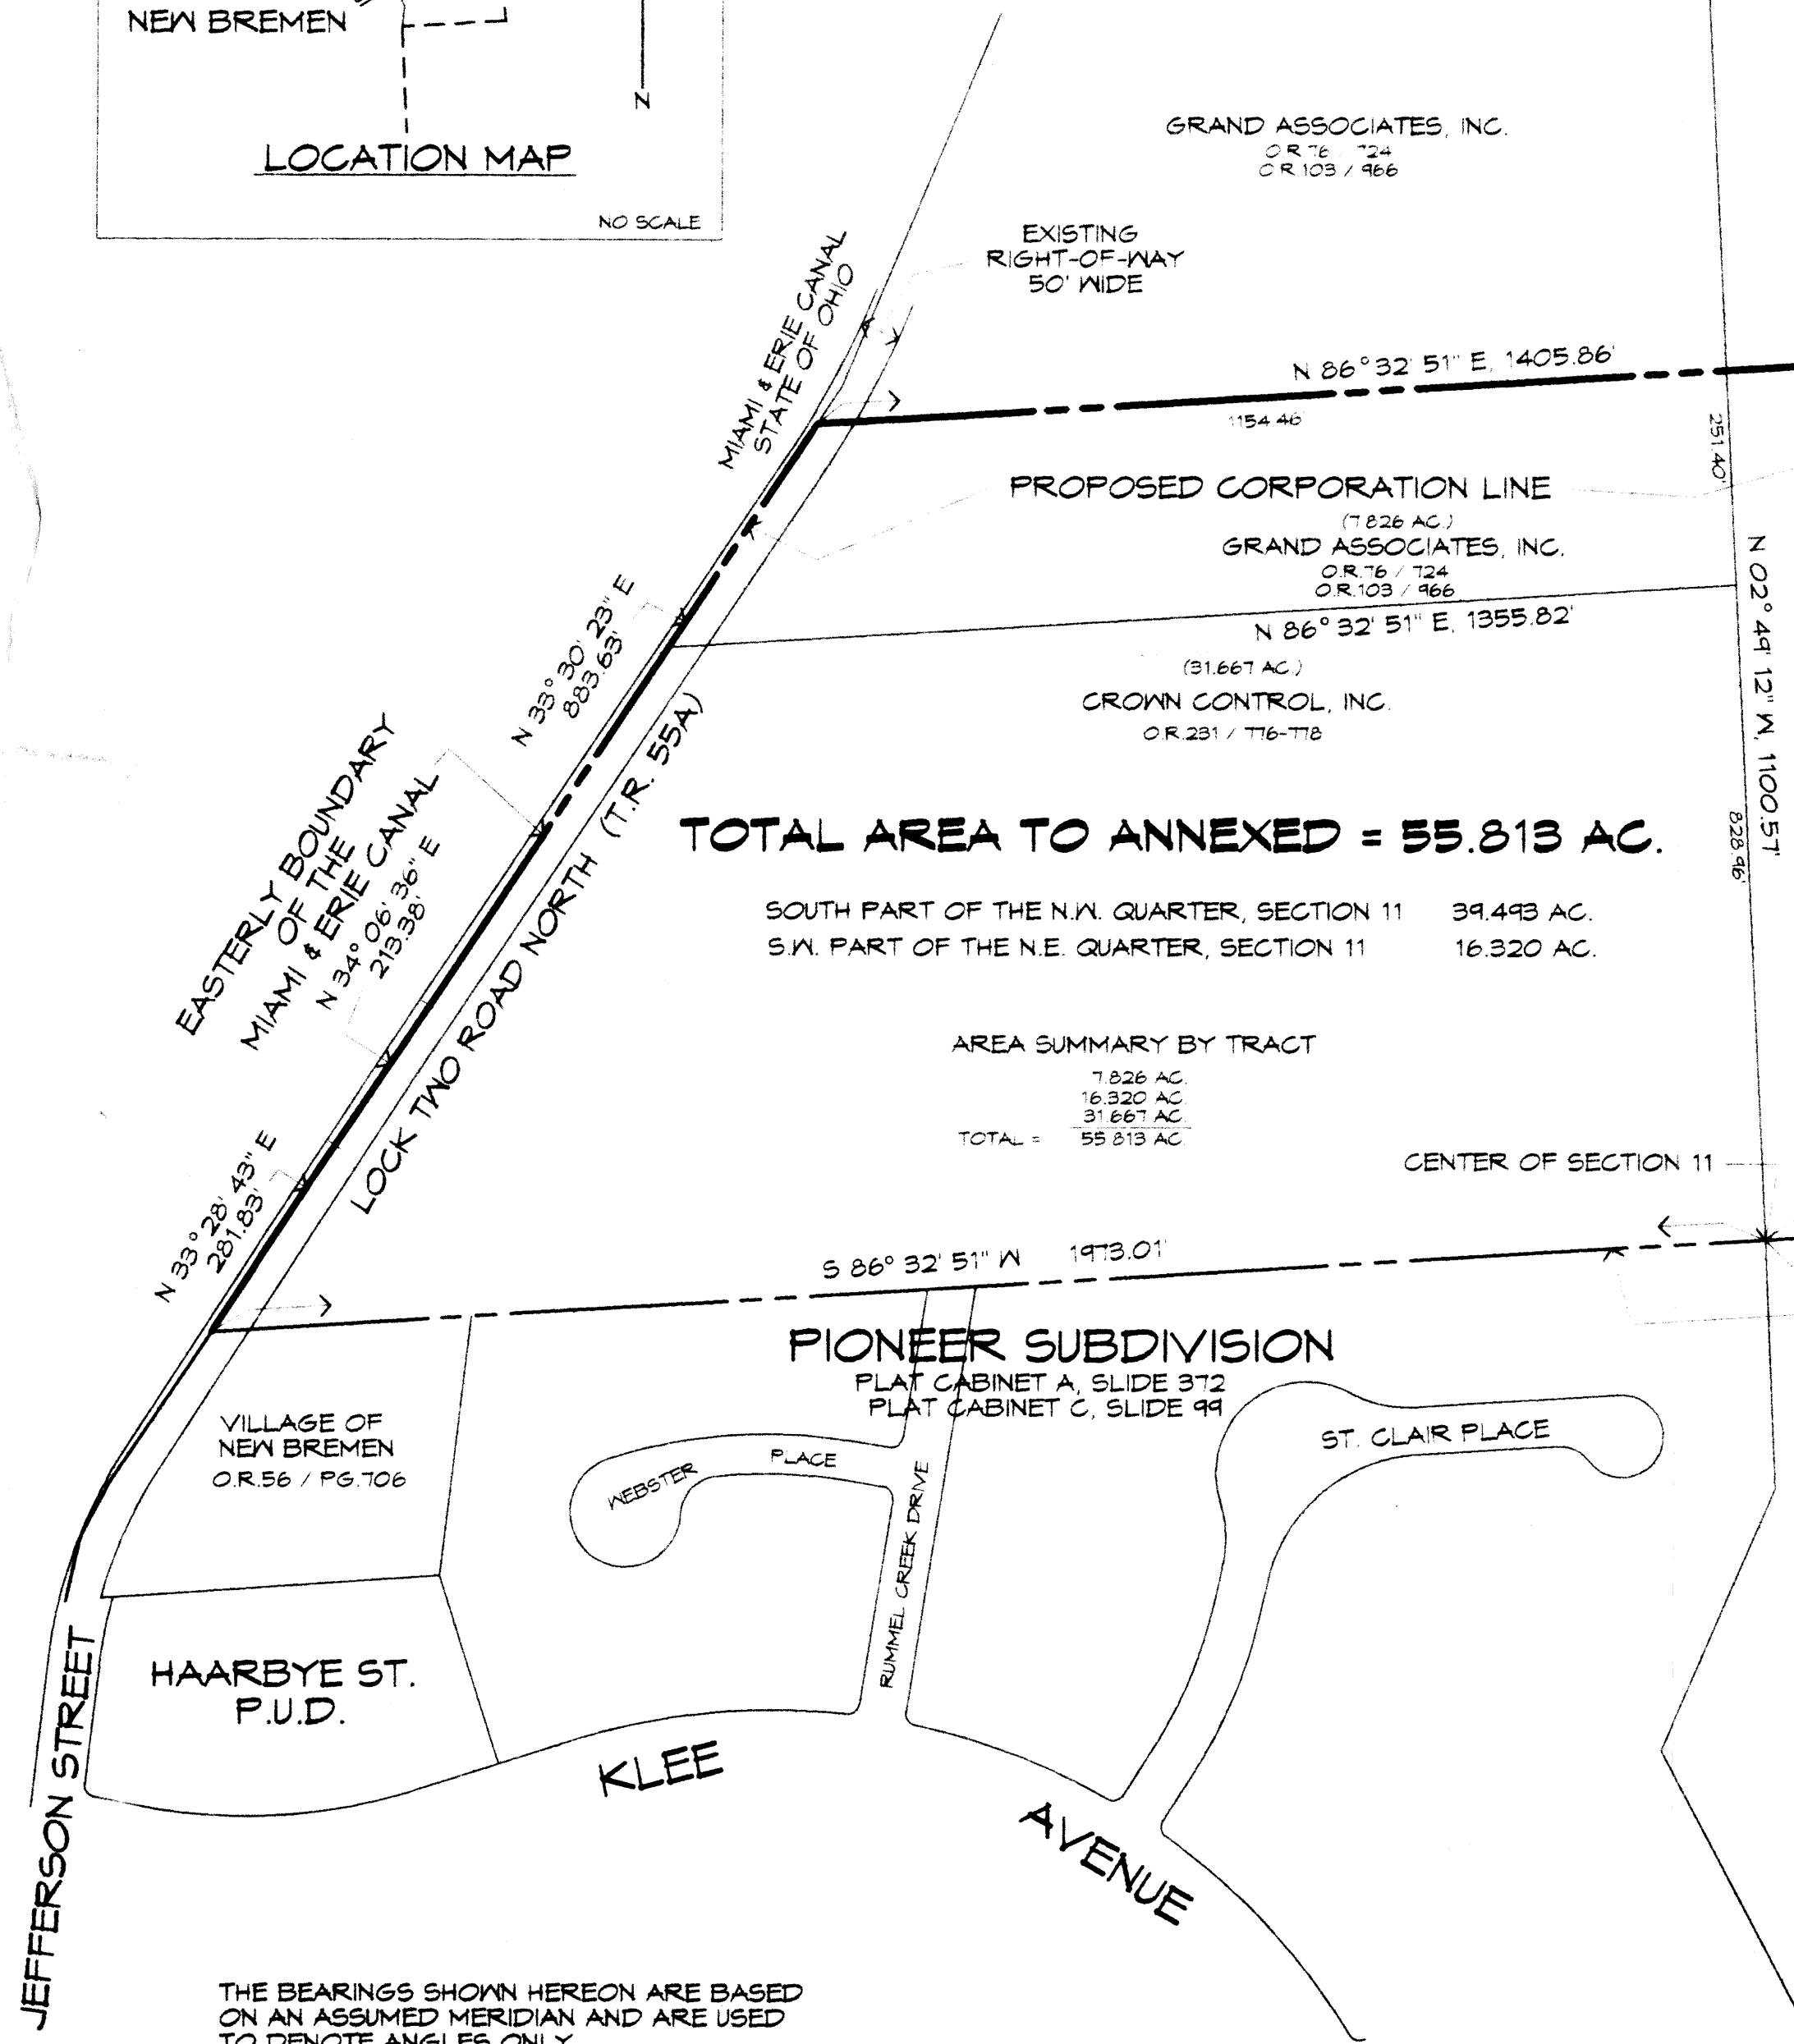 NEW BREMEN
N
LOCATION MAP
NO SCALE
GRAND ASSOCIATES, INC.
O.R.76 / 724
O.R.103 / 966
EXISTING
RIGHT-OF-WAY
50' WIDE
MIAMI & ERIE CANAL
STATE OF OHIO
N 86° 32' 51" E, 1405.86'
1154.46'
251.40'
PROPOSED CORPORATION LINE
(7.826 AC.)
GRAND ASSOCIATES, INC.
O.R.76 / 724
O.R.103 / 966
N 86° 32' 51" E, 1355.82'
N 02° 49' 12" W, 1100.57'
828.96'
(31.667 AC.)
CROWN CONTROL, INC.
O.R.231 / 776-778
N 33° 30' 23" E
883.63'
EASTERLY BOUNDARY
OF THE
MIAMI & ERIE CANAL
N 34° 06' 36" E
213.38'
LOCK TWO ROAD NORTH (T.R. 55A)
TOTAL AREA TO ANNEXED = 55.813 AC.
SOUTH PART OF THE N.W. QUARTER, SECTION 11 39.493 AC.
S.W. PART OF THE N.E. QUARTER, SECTION 11 16.320 AC.
AREA SUMMARY BY TRACT
7.826 AC.
16.320 AC.
31.667 AC.
TOTAL = 55.813 AC.
CENTER OF SECTION 11
N 33° 28' 43" E
281.83'
S 86° 32' 51" W 1973.01'
PIONEER SUBDIVISION
PLAT CABINET A, SLIDE 372
PLAT CABINET C, SLIDE 99
VILLAGE OF
NEW BREMEN
O.R.56 / PG.706
WEBSTER PLACE
ST. CLAIR PLACE
RUMMEL CREEK DRIVE
HAARBYE ST.
P.U.D.
JEFFERSON STREET
KLEE AVENUE
THE BEARINGS SHOWN HEREON ARE BASED
ON AN ASSUMED MERIDIAN AND ARE USED
TO DENOTE ANGLES ONLY